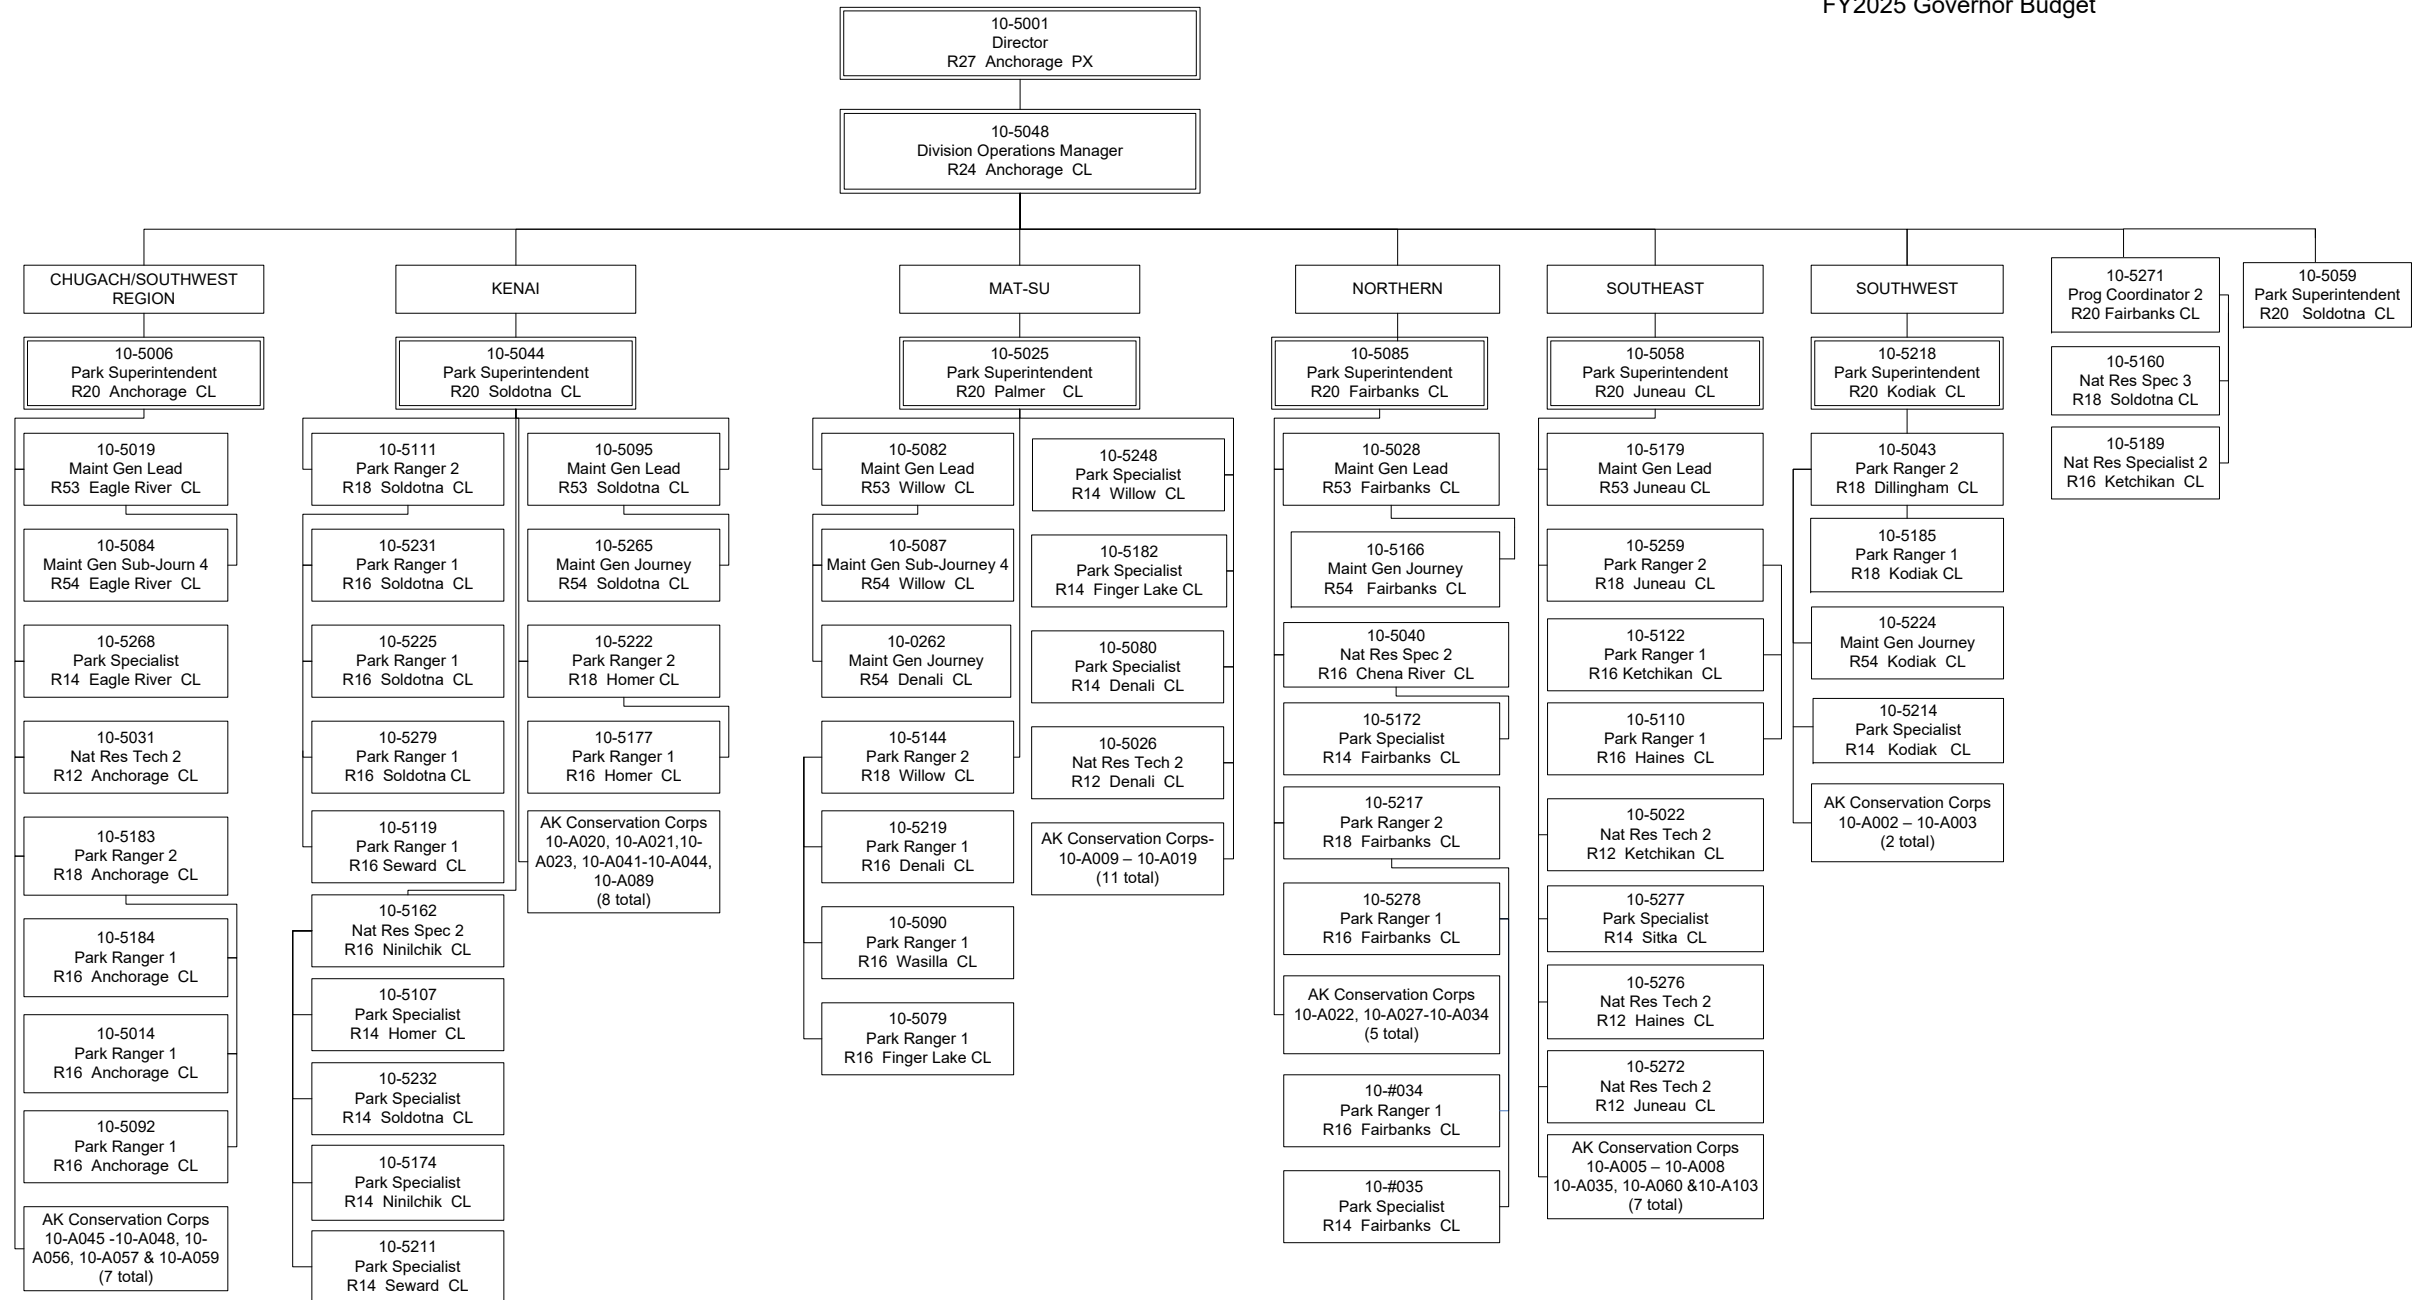 FY2025 Governor Budget
10-5001
Director
R27 Anchorage PX
10-5048
Division Operations Manager
R24 Anchorage CL
CHUGACH/SOUTHWEST
REGION
10-5006
Park Superintendent
R20 Anchorage CL
10-5019
Maint Gen Lead
R53 Eagle River CL
10-5084
Maint Gen Sub-Journ 4
R54 Eagle River CL
10-5268
Park Specialist
R14 Eagle River CL
10-5031
Nat Res Tech 2
R12 Anchorage CL
10-5183
Park Ranger 2
R18 Anchorage CL
10-5184
Park Ranger 1
R16 Anchorage CL
10-5014
Park Ranger 1
R16 Anchorage CL
10-5092
Park Ranger 1
R16 Anchorage CL
AK Conservation Corps
10-A045 -10-A048, 10-
A056, 10-A057 & 10-A059
(7 total)
KENAI
10-5044
Park Superintendent
R20 Soldotna CL
10-5111
Park Ranger 2
R18 Soldotna CL
10-5231
Park Ranger 1
R16 Soldotna CL
10-5225
Park Ranger 1
R16 Soldotna CL
10-5279
Park Ranger 1
R16 Soldotna CL
10-5119
Park Ranger 1
R16 Seward CL
10-5162
Nat Res Spec 2
R16 Ninilchik CL
10-5107
Park Specialist
R14 Homer CL
10-5232
Park Specialist
R14 Soldotna CL
10-5174
Park Specialist
R14 Ninilchik CL
10-5211
Park Specialist
R14 Seward CL
10-5095
Maint Gen Lead
R53 Soldotna CL
10-5265
Maint Gen Journey
R54 Soldotna CL
10-5222
Park Ranger 2
R18 Homer CL
10-5177
Park Ranger 1
R16 Homer CL
AK Conservation Corps
10-A020, 10-A021,10-
A023, 10-A041-10-A044,
10-A089
(8 total)
MAT-SU
10-5025
Park Superintendent
R20 Palmer CL
10-5082
Maint Gen Lead
R53 Willow CL
10-5087
Maint Gen Sub-Journey 4
R54 Willow CL
10-0262
Maint Gen Journey
R54 Denali CL
10-5144
Park Ranger 2
R18 Willow CL
10-5219
Park Ranger 1
R16 Denali CL
10-5090
Park Ranger 1
R16 Wasilla CL
10-5079
Park Ranger 1
R16 Finger Lake CL
10-5248
Park Specialist
R14 Willow CL
10-5182
Park Specialist
R14 Finger Lake CL
10-5080
Park Specialist
R14 Denali CL
10-5026
Nat Res Tech 2
R12 Denali CL
AK Conservation Corps-
10-A009 – 10-A019
(11 total)
NORTHERN
10-5085
Park Superintendent
R20 Fairbanks CL
10-5028
Maint Gen Lead
R53 Fairbanks CL
10-5166
Maint Gen Journey
R54 Fairbanks CL
10-5040
Nat Res Spec 2
R16 Chena River CL
10-5172
Park Specialist
R14 Fairbanks CL
10-5217
Park Ranger 2
R18 Fairbanks CL
10-5278
Park Ranger 1
R16 Fairbanks CL
AK Conservation Corps
10-A022, 10-A027-10-A034
(5 total)
10-#034
Park Ranger 1
R16 Fairbanks CL
10-#035
Park Specialist
R14 Fairbanks CL
SOUTHEAST
10-5058
Park Superintendent
R20 Juneau CL
10-5179
Maint Gen Lead
R53 Juneau CL
10-5259
Park Ranger 2
R18 Juneau CL
10-5122
Park Ranger 1
R16 Ketchikan CL
10-5110
Park Ranger 1
R16 Haines CL
10-5022
Nat Res Tech 2
R12 Ketchikan CL
10-5277
Park Specialist
R14 Sitka CL
10-5276
Nat Res Tech 2
R12 Haines CL
10-5272
Nat Res Tech 2
R12 Juneau CL
AK Conservation Corps
10-A005 – 10-A008
10-A035, 10-A060 &10-A103
(7 total)
SOUTHWEST
10-5218
Park Superintendent
R20 Kodiak CL
10-5043
Park Ranger 2
R18 Dillingham CL
10-5185
Park Ranger 1
R18 Kodiak CL
10-5224
Maint Gen Journey
R54 Kodiak CL
10-5214
Park Specialist
R14 Kodiak CL
AK Conservation Corps
10-A002 – 10-A003
(2 total)
10-5271
Prog Coordinator 2
R20 Fairbanks CL
10-5160
Nat Res Spec 3
R18 Soldotna CL
10-5189
Nat Res Specialist 2
R16 Ketchikan CL
10-5059
Park Superintendent
R20 Soldotna CL